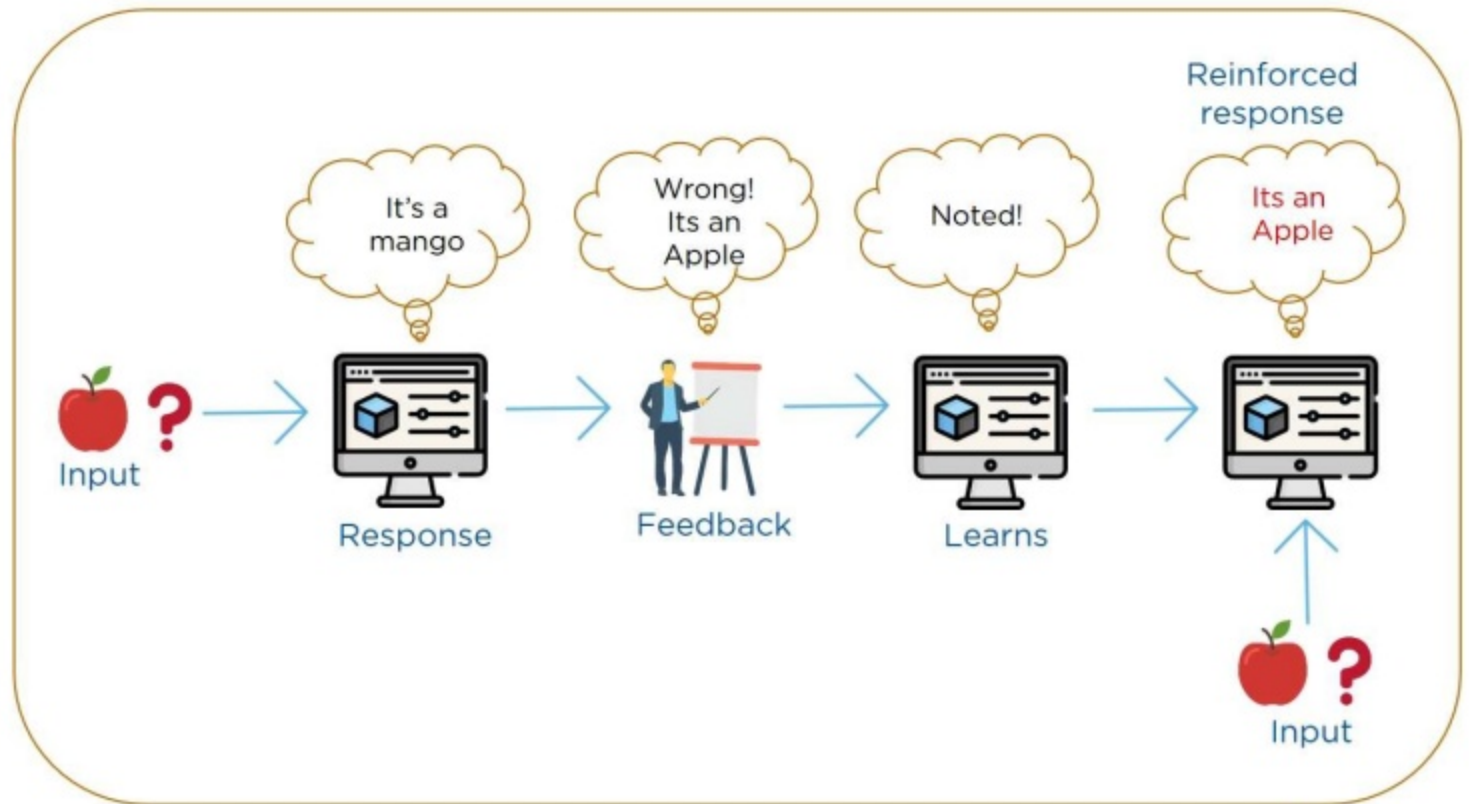 Reinforced
response
It's a
mango
Wrong!
Its an
Apple
Noted!
Its an
Apple
?
Input
Response
Feedback
Learns
?
Input